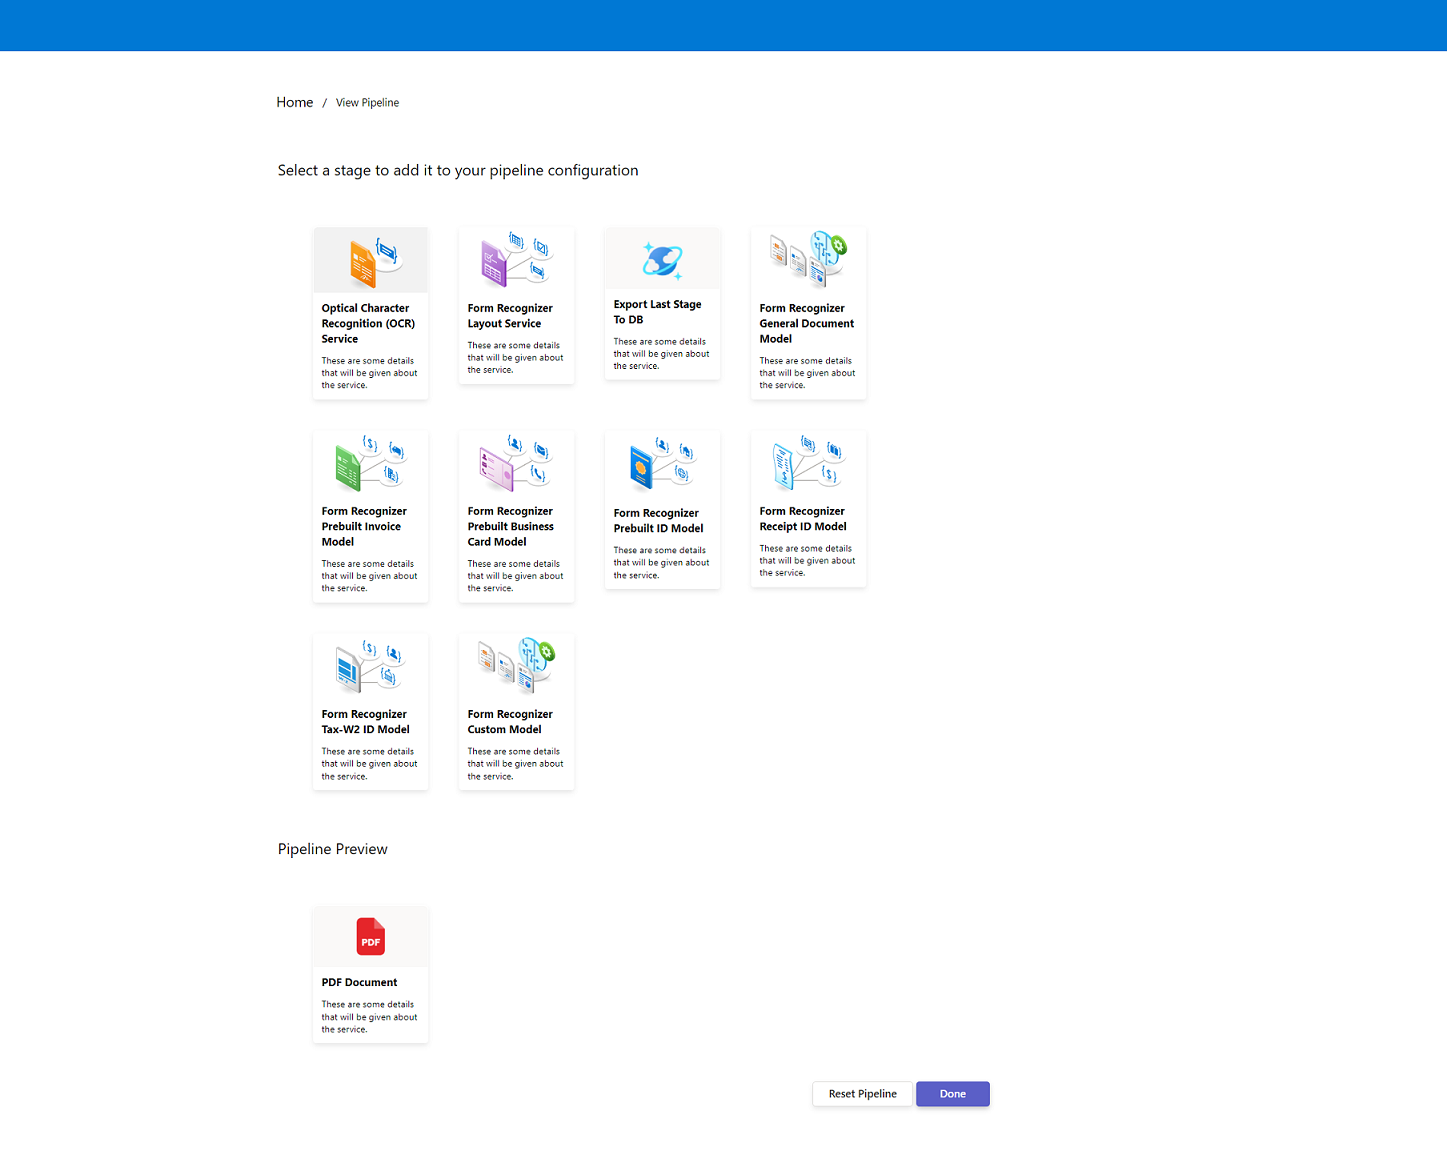 Home / View Pipeline
Select a stage to add it to your pipeline configuration
Optical Character
Recognition (OCR)
Service
These are some details
that will be given about
the service.
Form Recognizer
Layout Service
These are some details
that will be given about
the service.
Export Last Stage
To DB
These are some details
that will be given about
the service.
Form Recognizer
General Document
Model
These are some details
that will be given about
the service.
Form Recognizer
Prebuilt Invoice
Model
These are some details
that will be given about
the service.
Form Recognizer
Prebuilt Business
Card Model
These are some details
that will be given about
the service.
Form Recognizer
Prebuilt ID Model
These are some details
that will be given about
the service.
Form Recognizer
Receipt ID Model
These are some details
that will be given about
the service.
Form Recognizer
Tax-W2 ID Model
These are some details
that will be given about
the service.
Form Recognizer
Custom Model
These are some details
that will be given about
the service.
Pipeline Preview
PDF
PDF Document
These are some details
that will be given about
the service.
Reset Pipeline
Done